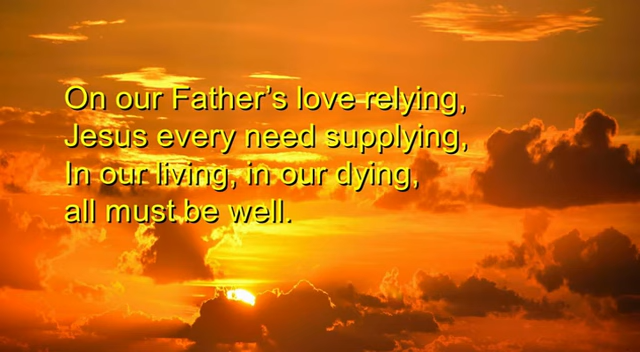 On our Father’s love relying,
Jesus every need supplying,
In our living, in our dying,
all must be well.